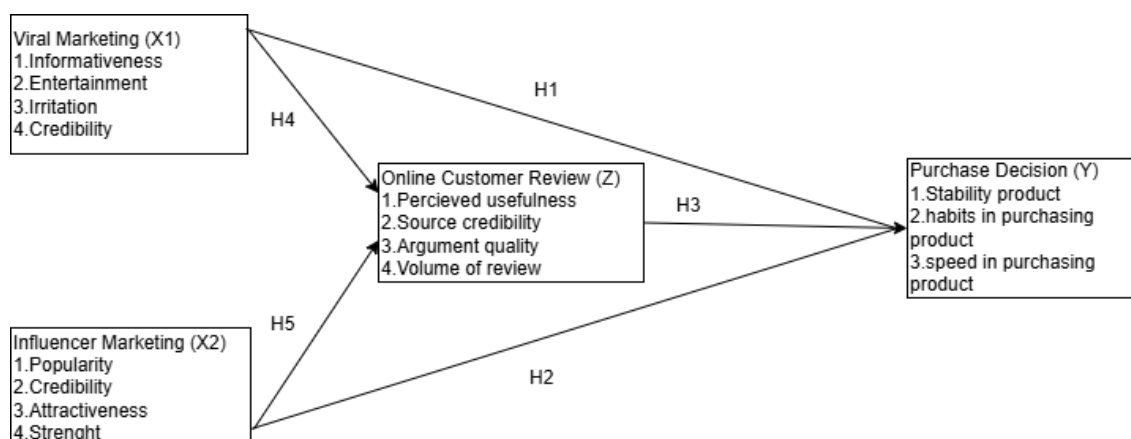 Viral Marketing (X1)
1.Informativeness
2.Entertainment
3.Irritation
4.Credibility
H1
H4
Online Customer Review (Z)
1.Percieved usefulness
2.Source credibility
3.Argument quality
4.Volume of review
H3
Purchase Decision (Y)
1.Stability product
2.habits in purchasing
product
3.speed in purchasing
product
H5
H2
Influencer Marketing (X2)
1.Popularity
2.Credibility
3.Attractiveness
4.Strenght